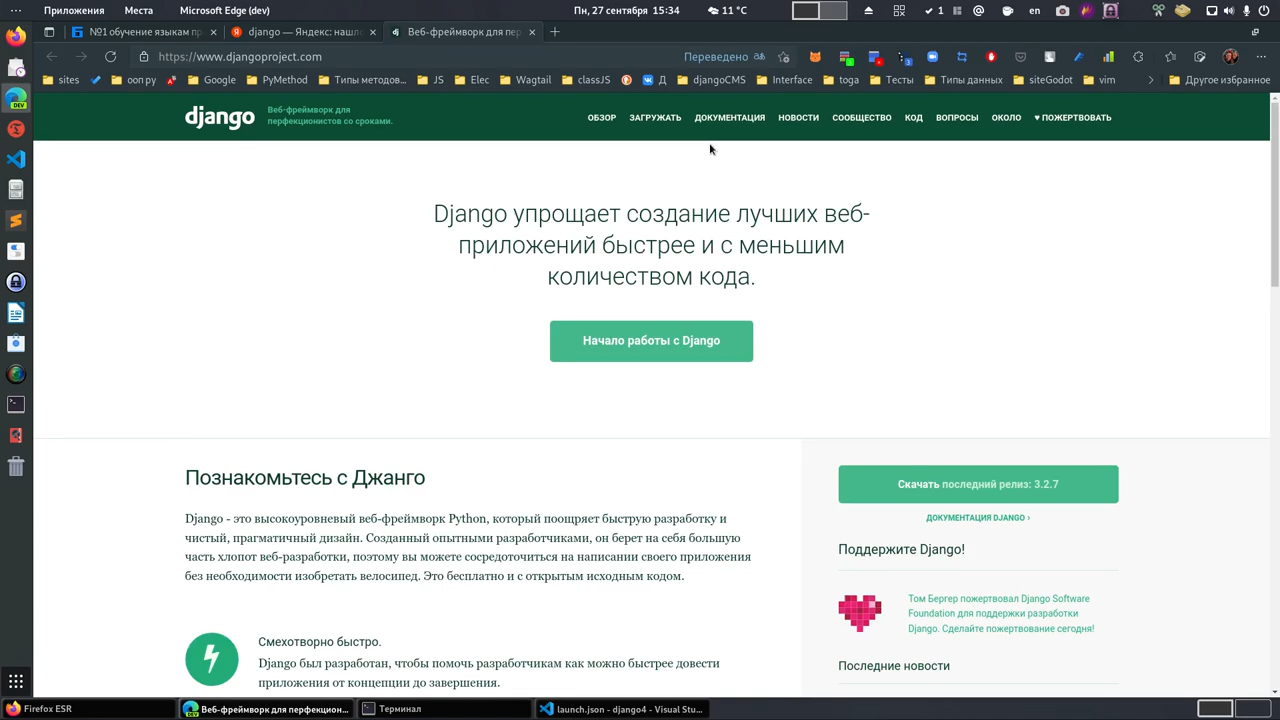 Приложения Места Microsoft Edge (dev) Пн, 27 сентября 15:34 11 °C 1 en
№1 обучение языкам пр django — Яндекс: нашл Веб-фреймворк для пер
https://www.djangoproject.com Переведено
sites ооп ру Google PyMethod Типы методов... JS Elec Wagtail classJS Д djangoCMS Interface toga Тесты Типы данных siteGodot vim Другое избранное
django
Веб-фреймворк для
перфекционистов со сроками.
ОБЗОР ЗАГРУЖАТЬ ДОКУМЕНТАЦИЯ НОВОСТИ СООБЩЕСТВО КОД ВОПРОСЫ ОКОЛО ♥ ПОЖЕРТВОВАТЬ
Django упрощает создание лучших веб-
приложений быстрее и с меньшим
количеством кода.
Начало работы с Django
Познакомьтесь с Джанго
Django - это высокоуровневый веб-фреймворк Python, который поощряет быструю разработку и
чистый, прагматичный дизайн. Созданный опытными разработчиками, он берет на себя большую
часть хлопот веб-разработки, поэтому вы можете сосредоточиться на написании своего приложения
без необходимости изобретать велосипед. Это бесплатно и с открытым исходным кодом.
Смехотворно быстро.
Django был разработан, чтобы помочь разработчикам как можно быстрее довести
приложения от концепции до завершения.
Скачать последний релиз: 3.2.7
ДОКУМЕНТАЦИЯ DJANGO ›
Поддержите Django!
Том Бергер пожертвовал Django Software
Foundation для поддержки разработки
Django. Сделайте пожертвование сегодня!
Последние новости
Firefox ESR Веб-фреймворк для перфекцион... Терминал launch.json - django4 - Visual Stu...